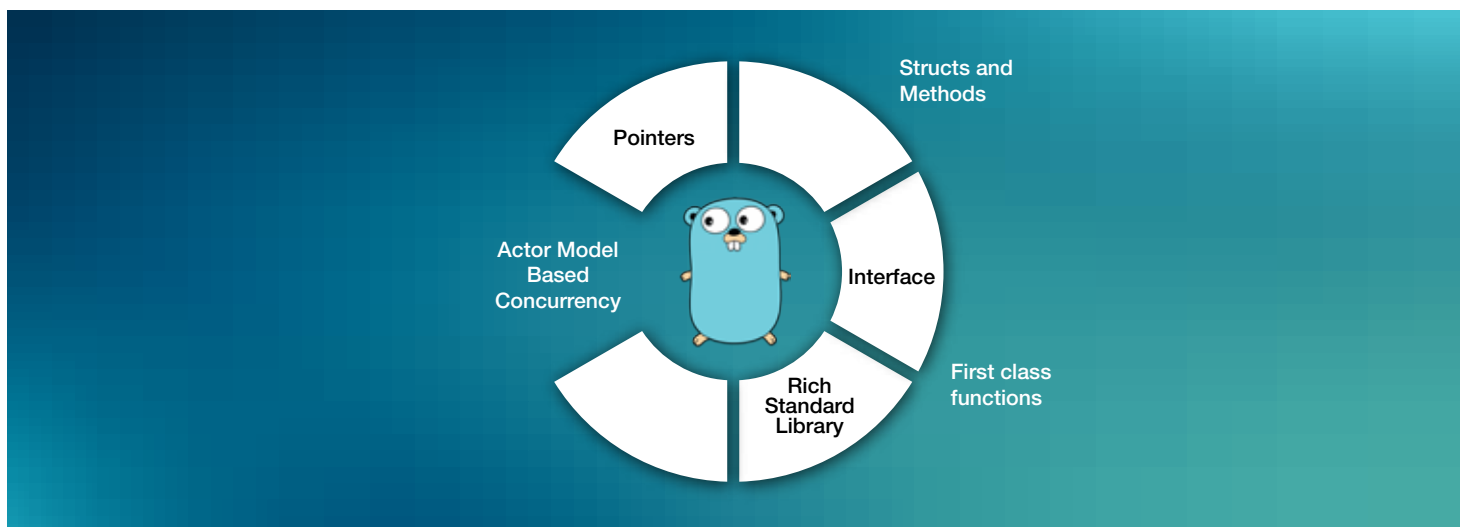 Structs and
Methods
Pointers
Actor Model
Based
Concurrency
Interface
First class
functions
Rich
Standard
Library